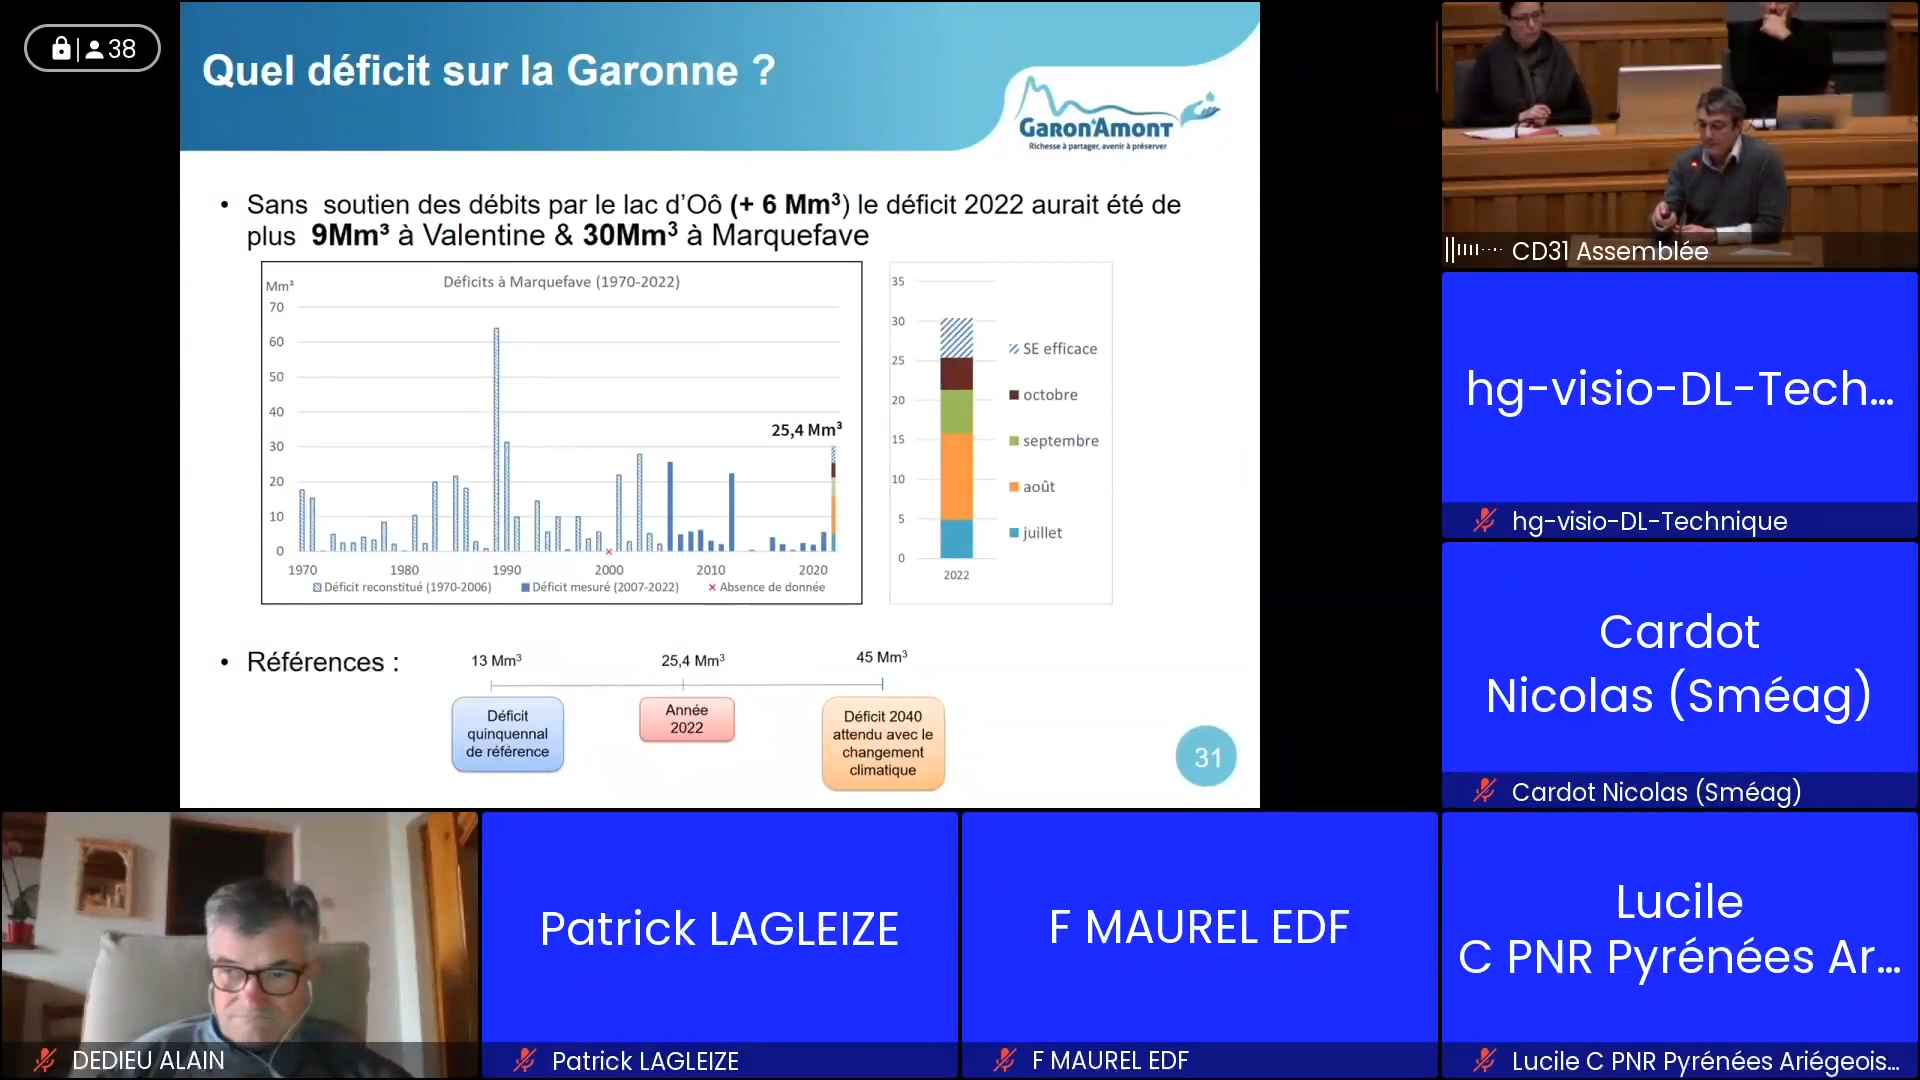 38
Quel déficit sur la Garonne ?
GARON'AMONT
Richesse à partager, avenir à préserver
• Sans soutien des débits par le lac d'Oô (+ 6 Mm³) le déficit 2022 aurait été de
plus 9Mm³ à Valentine & 30Mm³ à Marquefave
Déficits à Marquefave (1970-2022)
Mm³
70
60
50
40
30
20
10
0
25,4 Mm³
1970 1980 1990 2000 2010 2020
Déficit reconstitué (1970-2006) Déficit mesuré (2007-2022) × Absence de donnée
35
30
25
20
15
10
5
0
2022
SE efficace
octobre
septembre
août
juillet
• Références :
13 Mm³ 25,4 Mm³ 45 Mm³
Déficit
quinquennal
de référence
Année
2022
Déficit 2040
attendu avec le
changement
climatique
31
CD31 Assemblée
hg-visio-DL-Tech...
hg-visio-DL-Technique
Cardot
Nicolas (Sméag)
Cardot Nicolas (Sméag)
DEDIEU ALAIN
Patrick LAGLEIZE
Patrick LAGLEIZE
F MAUREL EDF
F MAUREL EDF
Lucile
C PNR Pyrénées Ar...
Lucile C PNR Pyrénées Ariégeois...